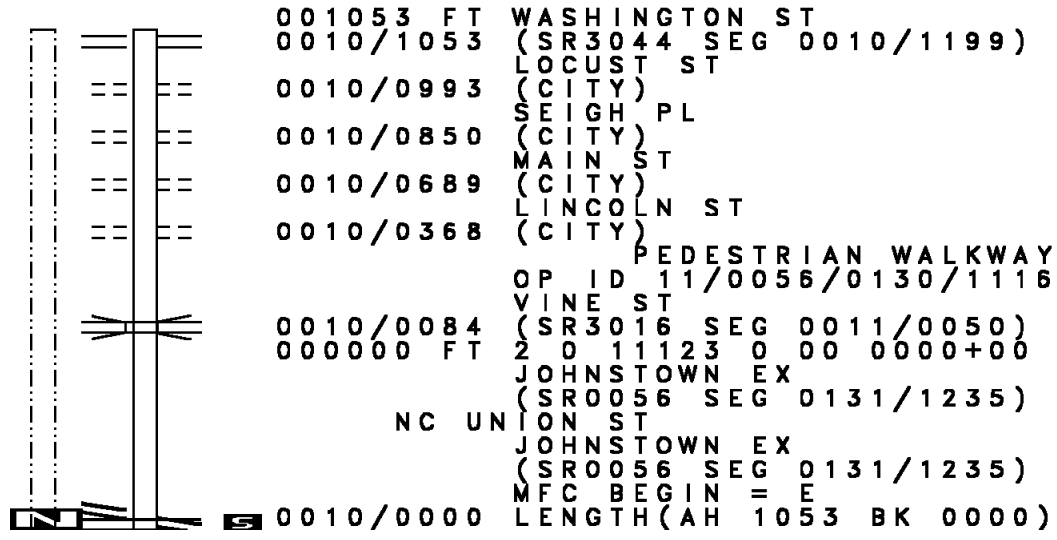 001053 FT WASHINGTON ST
0010/1053 (SR3044 SEG 0010/1199)
LOCUST ST
0010/0993 (CITY)
SEIGH PL
0010/0850 (CITY)
MAIN ST
0010/0689 (CITY)
LINCOLN ST
0010/0368 (CITY)
PEDESTRIAN WALKWAY
OP ID 11/0056/0130/1116
VINE ST
0010/0084 (SR3016 SEG 0011/0050)
000000 FT 2 0 11123 0 00 0000+00
JOHNSTOWN EX
(SR0056 SEG 0131/1235)
NC UNION ST
JOHNSTOWN EX
(SR0056 SEG 0131/1235)
MFC BEGIN = E
N S 0010/0000 LENGTH(AH 1053 BK 0000)